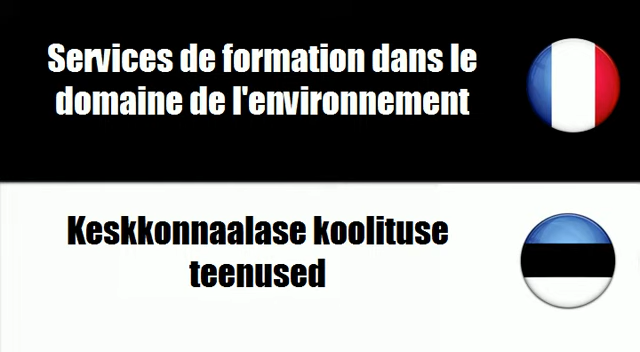 Services de formation dans le
domaine de l'environnement
Keskkonnaalase koolituse
teenused